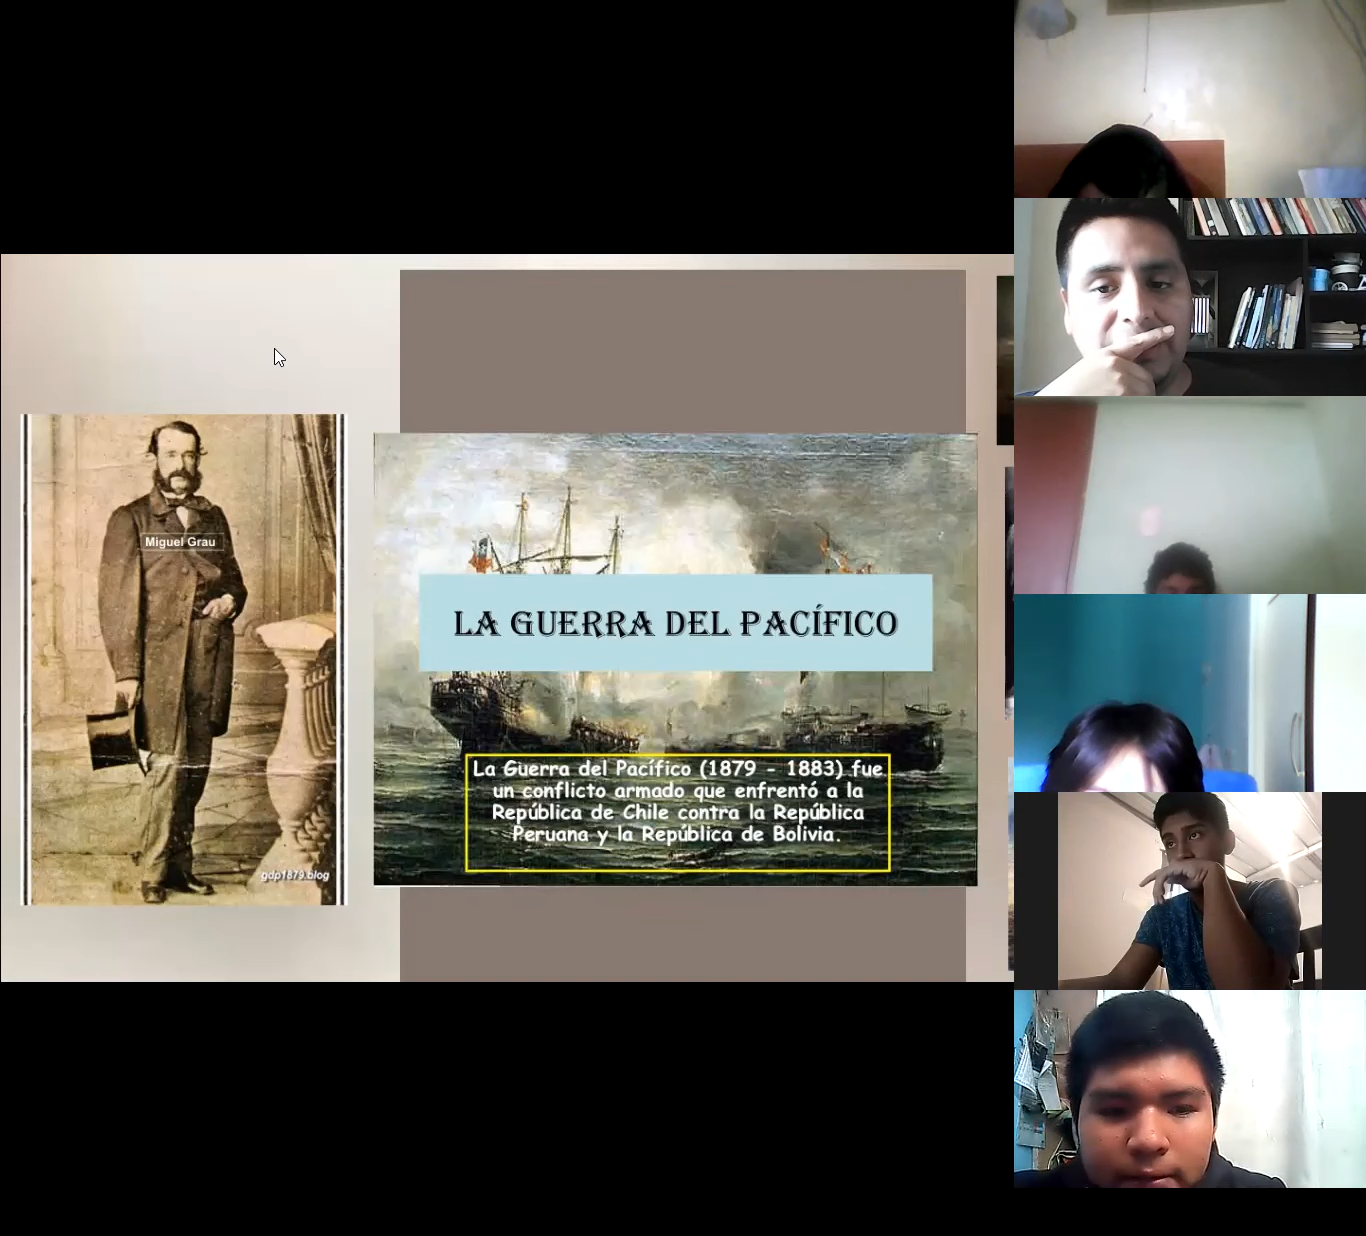 Miguel Grau
gdp1879.blog
LA GUERRA DEL PACÍFICO
La Guerra del Pacífico (1879 - 1883) fue
un conflicto armado que enfrentó a la
República de Chile contra la República
Peruana y la República de Bolivia.